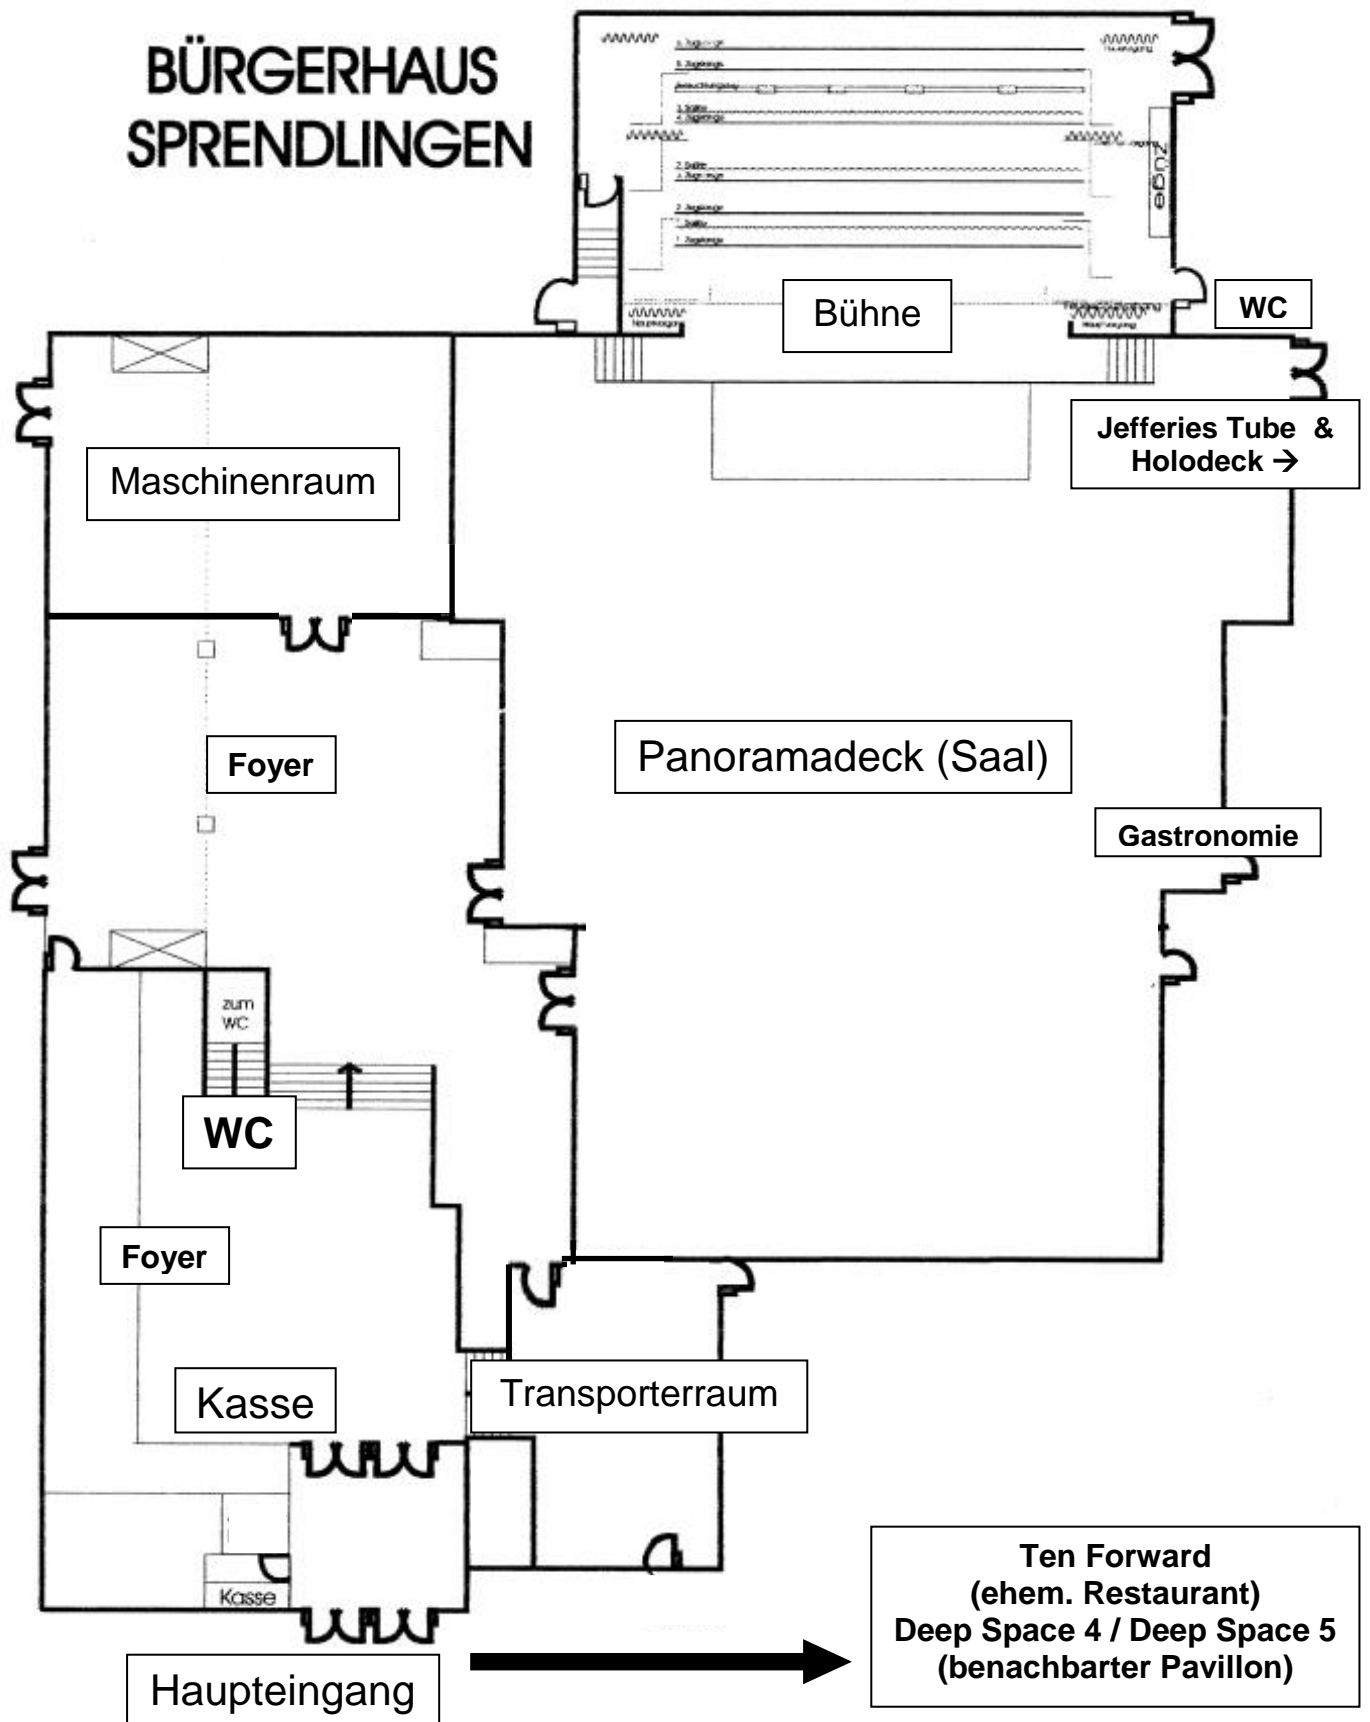 BÜRGERHAUS
SPRENDLINGEN
Züge
Bühne
WC
Jefferies Tube &
Holodeck →
Maschinenraum
Foyer
Panoramadeck (Saal)
Gastronomie
zum
WC
WC
Foyer
Kasse
Transporterraum
Kasse
Haupteingang
Ten Forward
(ehem. Restaurant)
Deep Space 4 / Deep Space 5
(benachbarter Pavillon)